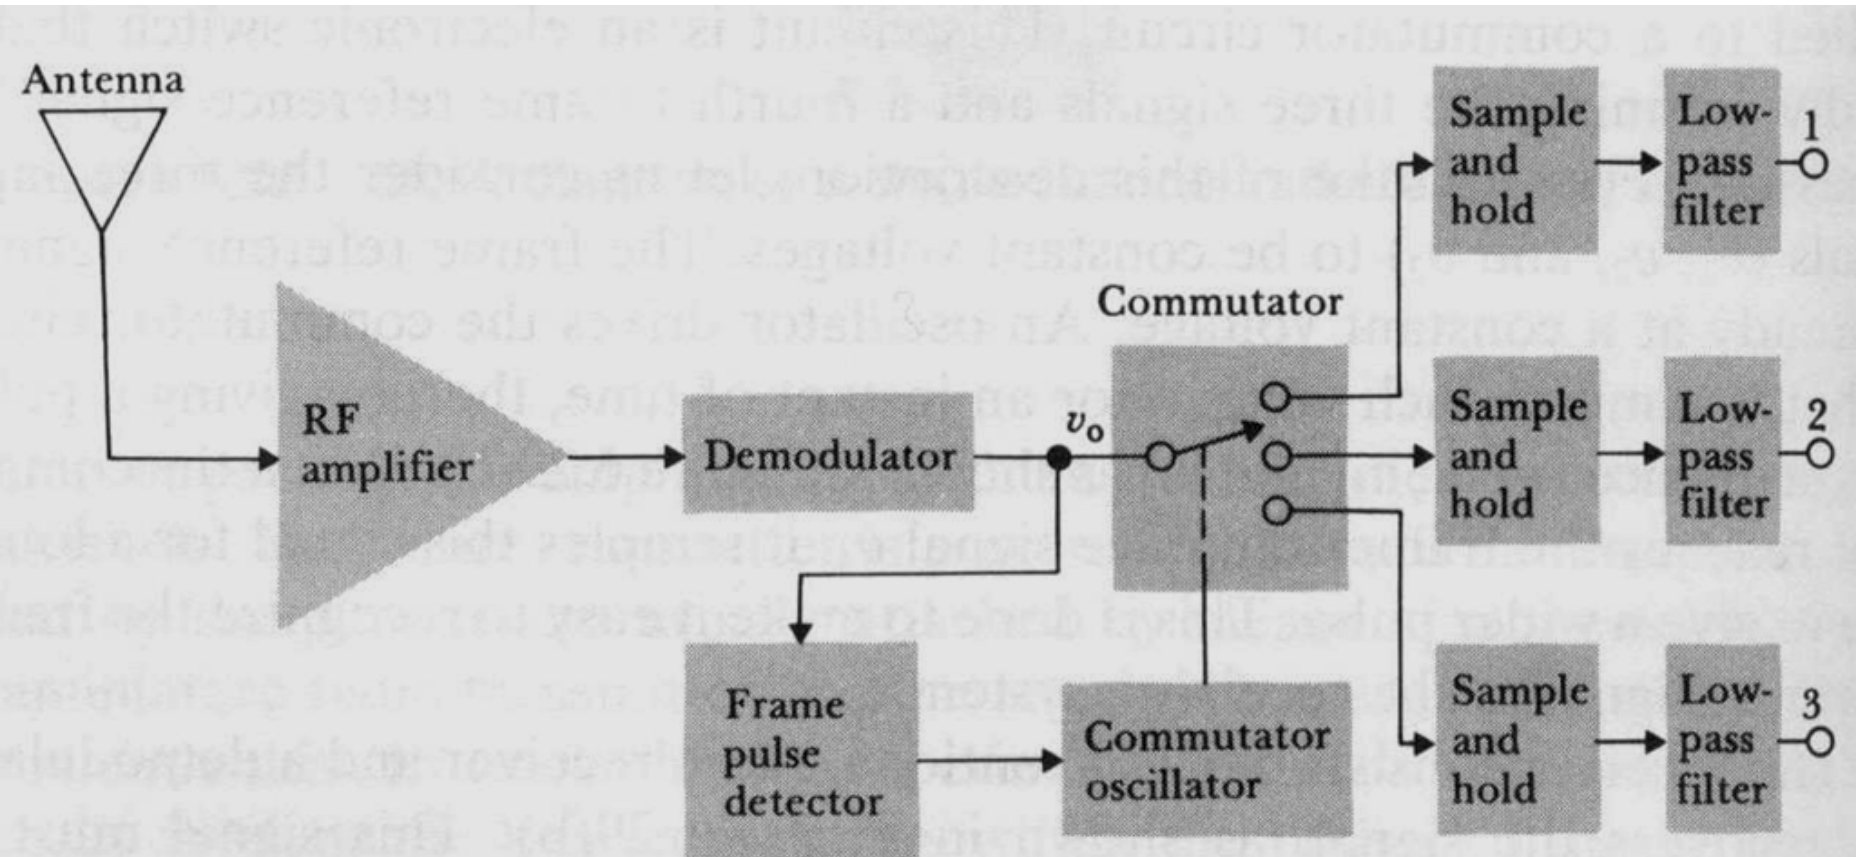 Antenna
RF
amplifier
Demodulator
v₀
Commutator
Frame
pulse
detector
Commutator
oscillator
Sample
and
hold
Low-
pass
filter
1
Sample
and
hold
Low-
pass
filter
2
Sample
and
hold
Low-
pass
filter
3